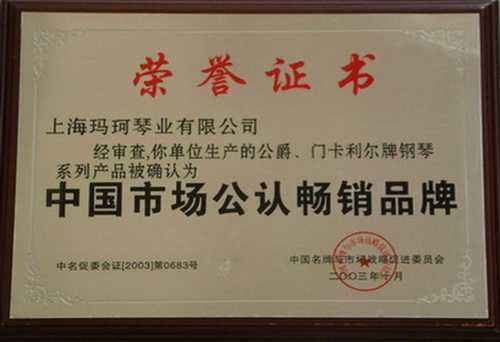 荣誉证书
上海玛珂琴业有限公司
经审查,你单位生产的公爵、门卡利尔牌钢琴
系列产品被确认为
中国市场公认畅销品牌
中名促委会证[2003]第0683号
中国名牌与市场战略促进委员会
二〇〇三年十月